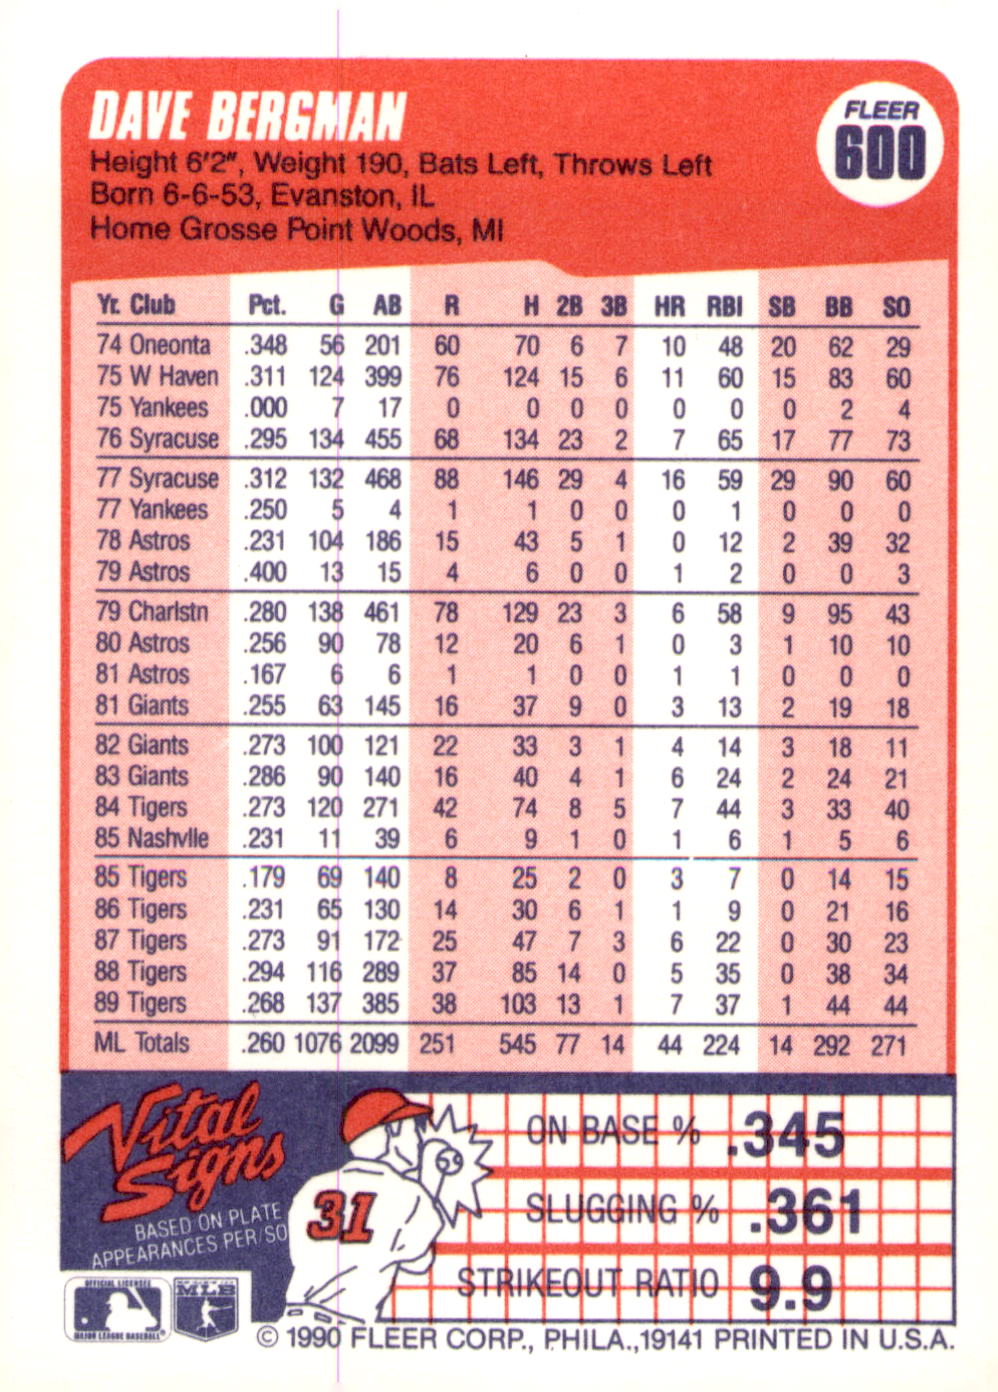 DAVE BERGMAN
FLEER
600
Height 6'2", Weight 190, Bats Left, Throws Left
Born 6-6-53, Evanston, IL
Home Grosse Point Woods, MI
Yr. Club Pct. G AB R H 2B 3B HR RBI SB BB SO
74 Oneonta .348 56 201 60 70 6 7 10 48 20 62 29
75 W Haven .311 124 399 76 124 15 6 11 60 15 83 60
75 Yankees .000 7 17 0 0 0 0 0 0 0 2 4
76 Syracuse .295 134 455 68 134 23 2 7 65 17 77 73
77 Syracuse .312 132 468 88 146 29 4 16 59 29 90 60
77 Yankees .250 5 4 1 1 0 0 0 1 0 0 0
78 Astros .231 104 186 15 43 5 1 0 12 2 39 32
79 Astros .400 13 15 4 6 0 0 1 2 0 0 3
79 Charlstn .280 138 461 78 129 23 3 6 58 9 95 43
80 Astros .256 90 78 12 20 6 1 0 3 1 10 10
81 Astros .167 6 6 1 1 0 0 1 1 0 0 0
81 Giants .255 63 145 16 37 9 0 3 13 2 19 18
82 Giants .273 100 121 22 33 3 1 4 14 3 18 11
83 Giants .286 90 140 16 40 4 1 6 24 2 24 21
84 Tigers .273 120 271 42 74 8 5 7 44 3 33 40
85 Nashvlle .231 11 39 6 9 1 0 1 6 1 5 6
85 Tigers .179 69 140 8 25 2 0 3 7 0 14 15
86 Tigers .231 65 130 14 30 6 1 1 9 0 21 16
87 Tigers .273 91 172 25 47 7 3 6 22 0 30 23
88 Tigers .294 116 289 37 85 14 0 5 35 0 38 34
89 Tigers .268 137 385 38 103 13 1 7 37 1 44 44
ML Totals .260 1076 2099 251 545 77 14 44 224 14 292 271
Vital
Signs
BASED ON PLATE
APPEARANCES PER/SO
31
ON BASE % .345
SLUGGING % .361
STRIKEOUT RATIO 9.9
OFFICIAL LICENSEE
MAJOR LEAGUE BASEBALL
MLB
© 1990 FLEER CORP., PHILA.,19141 PRINTED IN U.S.A.